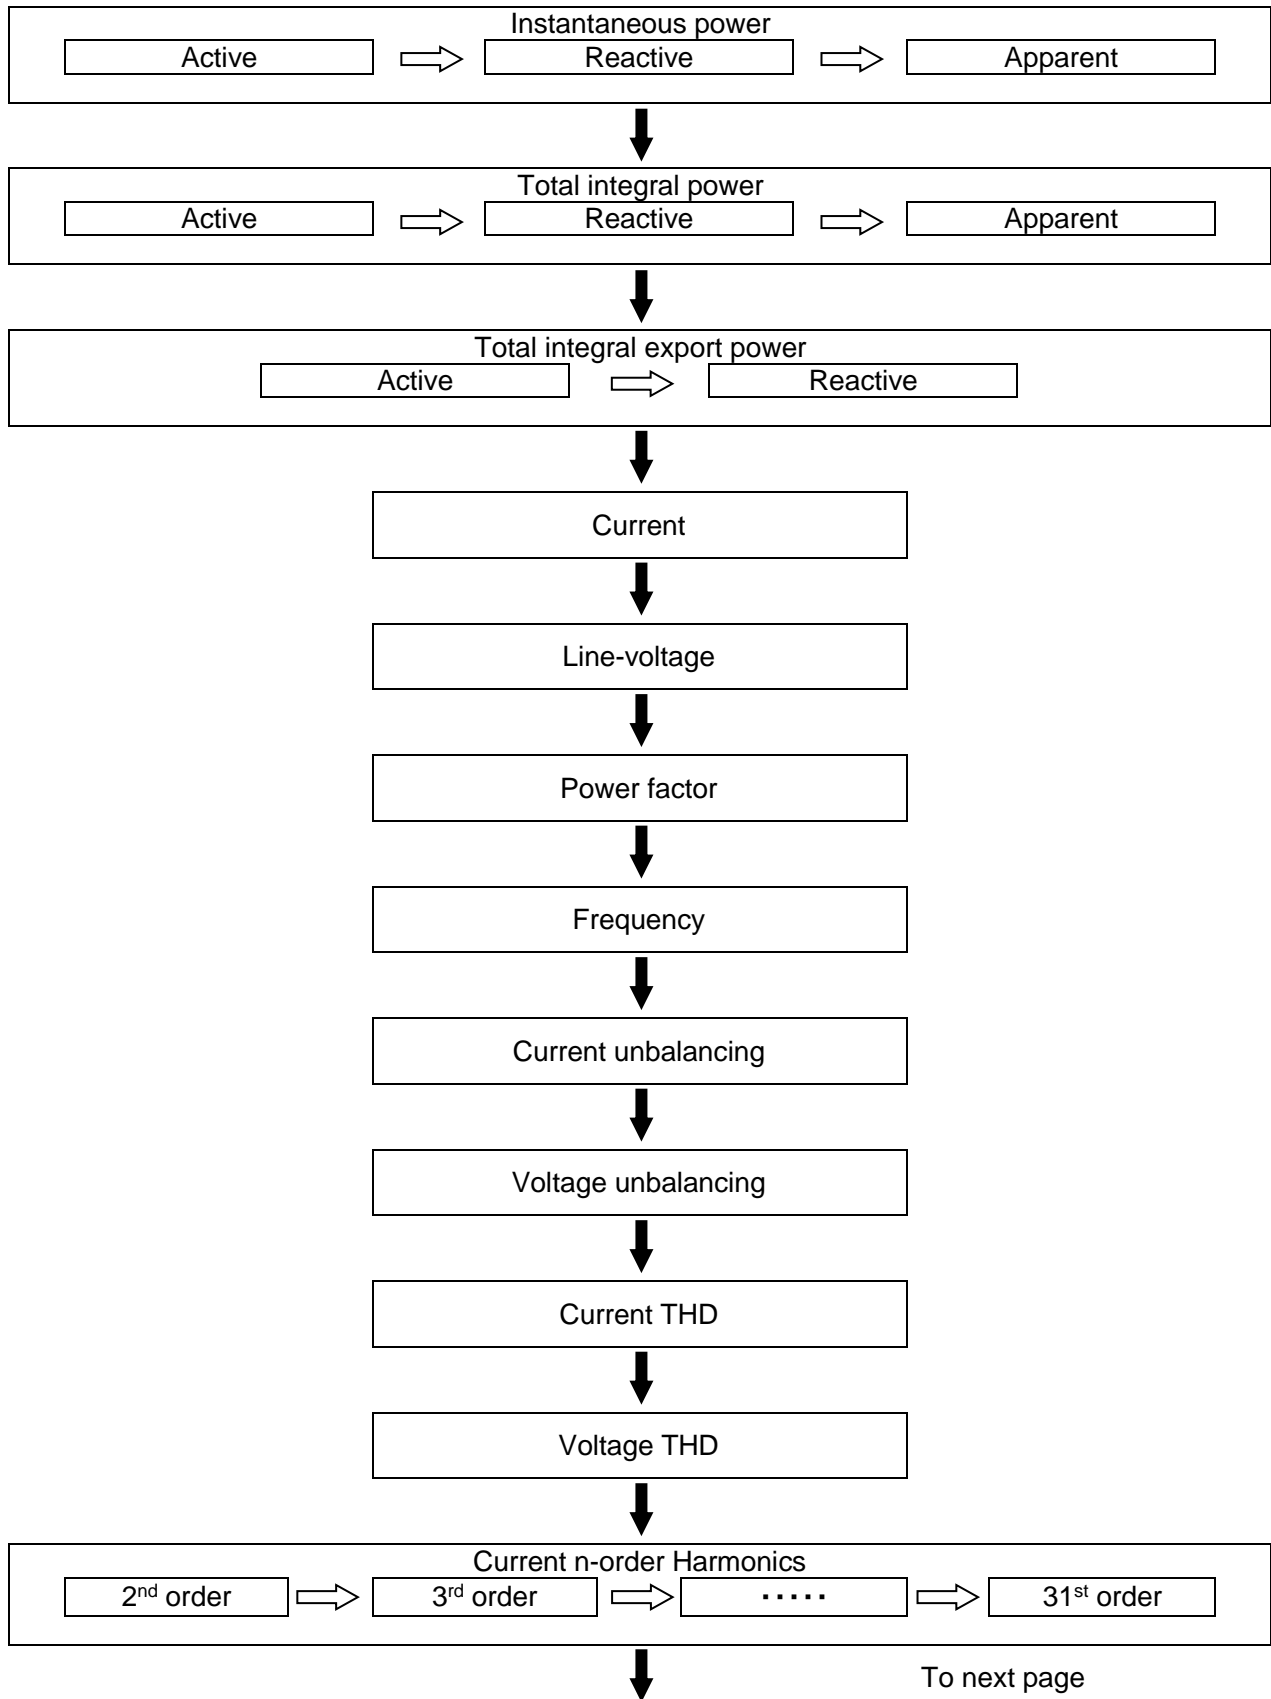 Instantaneous power
Active Reactive Apparent
Total integral power
Active Reactive Apparent
Total integral export power
Active Reactive
Current
Line-voltage
Power factor
Frequency
Current unbalancing
Voltage unbalancing
Current THD
Voltage THD
Current n-order Harmonics
2nd order 3rd order ····· 31st order
To next page